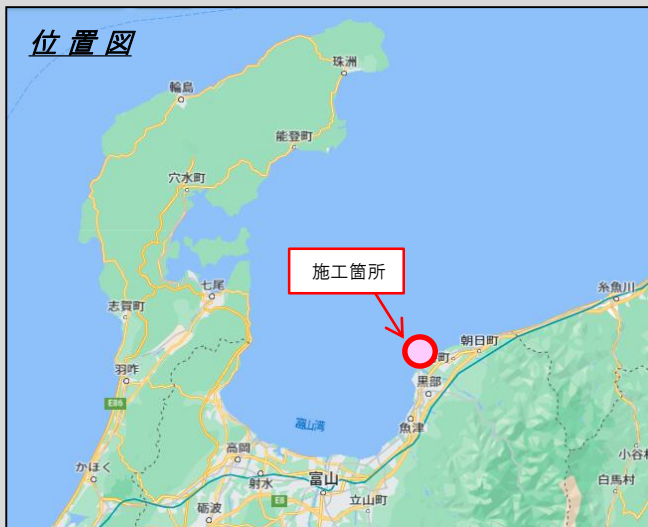 位置図
珠洲
輪島
能登町
穴水町
施工箇所
七尾
糸魚川
志賀町
朝日町
町
羽咋
黒部
E86
魚津
富山湾
高岡
小谷村
かほく
射水
富山
白馬村
E8
立山町
砺波